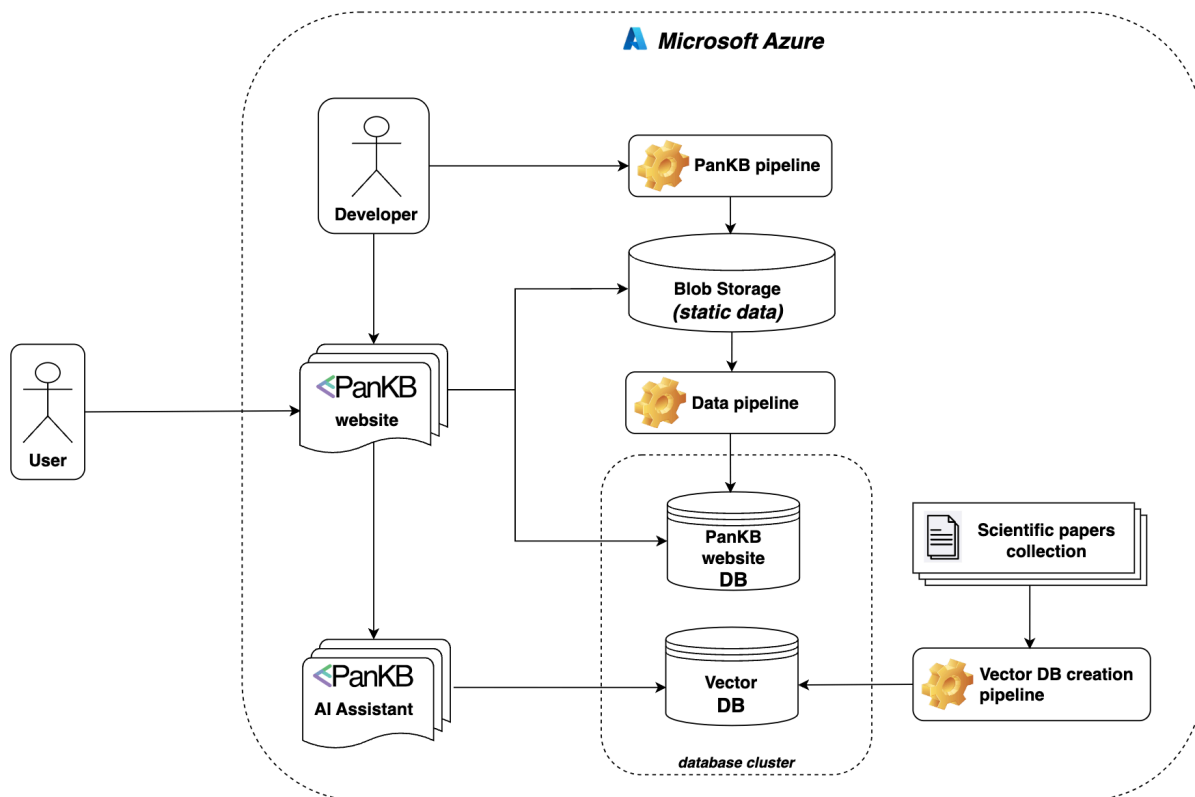 Microsoft Azure
Developer
PanKB pipeline
Blob Storage
(static data)
User
PanKB
website
Data pipeline
PanKB
website
DB
Scientific papers
collection
PanKB
AI Assistant
Vector
DB
Vector DB creation
pipeline
database cluster